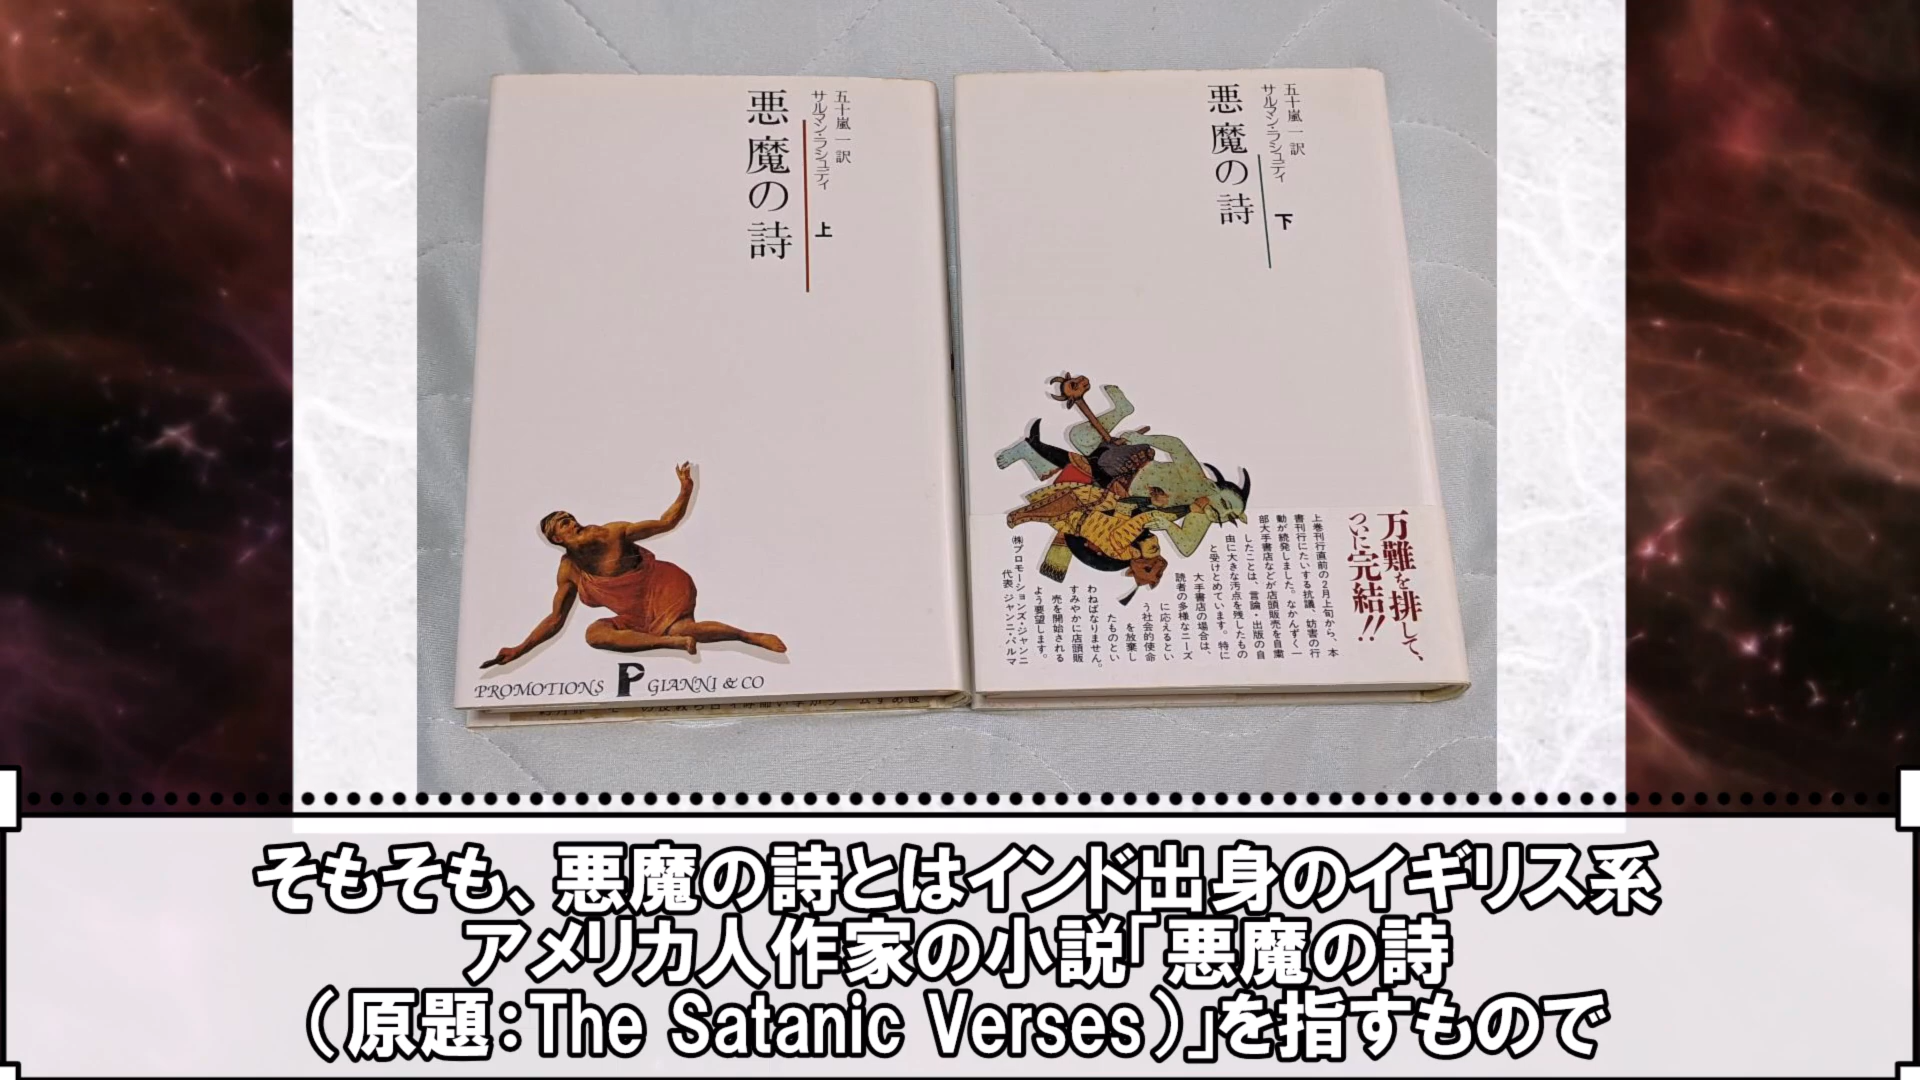 五十嵐一 訳
サルマン・ラシュディ
上
悪魔の詩
PROMOTIONS P GIANNI & CO
五十嵐一 訳
サルマン・ラシュディ
下
悪魔の詩
万難を排して、
ついに完結!!
上巻刊行直前の2月上旬から、本
書刊行にたいする抗議、妨害の行
動が続発しました。なかんずく一
部大手書店などが店頭販売を自粛
したことは、言論・出版の自
由に大きな汚点を残したもの
と受けとめています。特に
大手書店の場合は、
読者の多様なニーズ
に応えるとい
う社会的使命
を放棄し
たものとい
わねばなりません。
すみやかに店頭販
売を開始される
よう要望します。
㈱プロモーションズ・ジャンニ
代表 ジャンニ・パルマ
そもそも、悪魔の詩とはインド出身のイギリス系
アメリカ人作家の小説「悪魔の詩
（原題：The Satanic Verses）」を指すもので